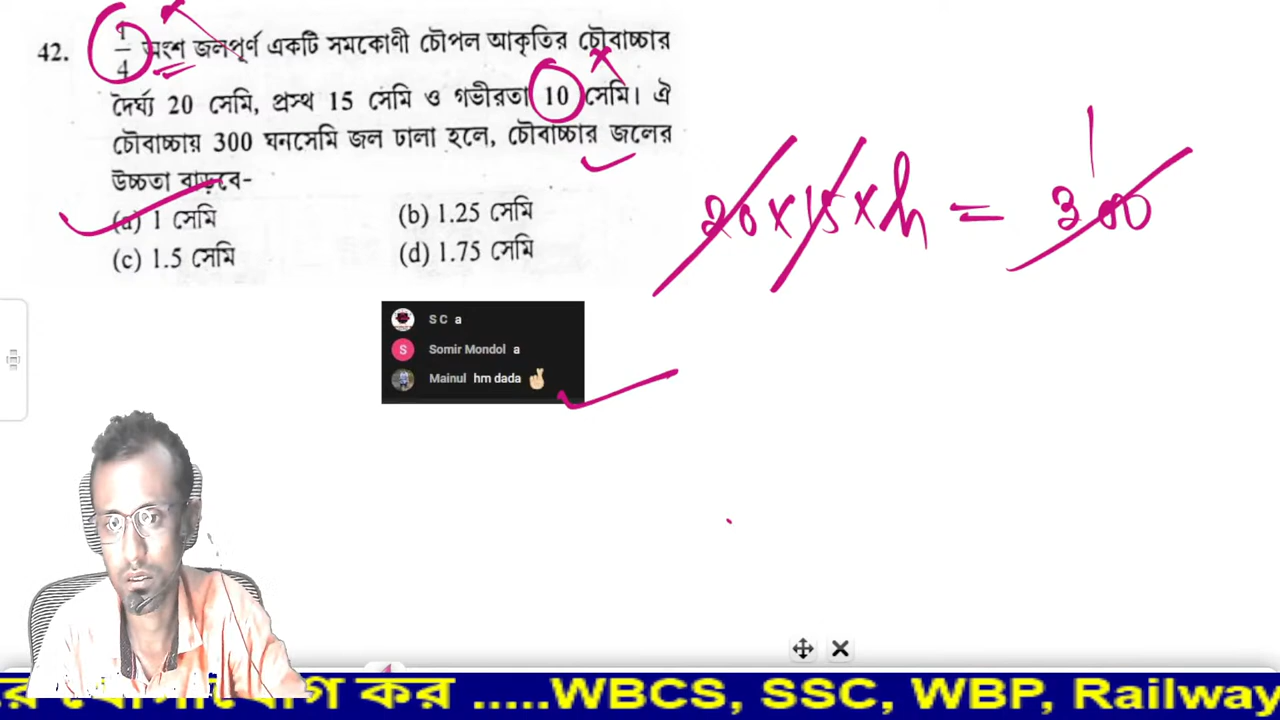 42. 1/4 অংশ জলপূর্ণ একটি সমকোণী চৌপল আকৃতির চৌবাচ্চার
দৈর্ঘ্য 20 সেমি, প্রস্থ 15 সেমি ও গভীরতা 10 সেমি। ঐ
চৌবাচ্চায় 300 ঘনসেমি জল ঢালা হলে, চৌবাচ্চার জলের
উচ্চতা বাড়বে-
(a) 1 সেমি (b) 1.25 সেমি
(c) 1.5 সেমি (d) 1.75 সেমি
20 × 15 × h = 300
1
S C a
Somir Mondol a
Mainul hm dada 🤞🏼
যোগাযোগ কর .....WBCS, SSC, WBP, Railway